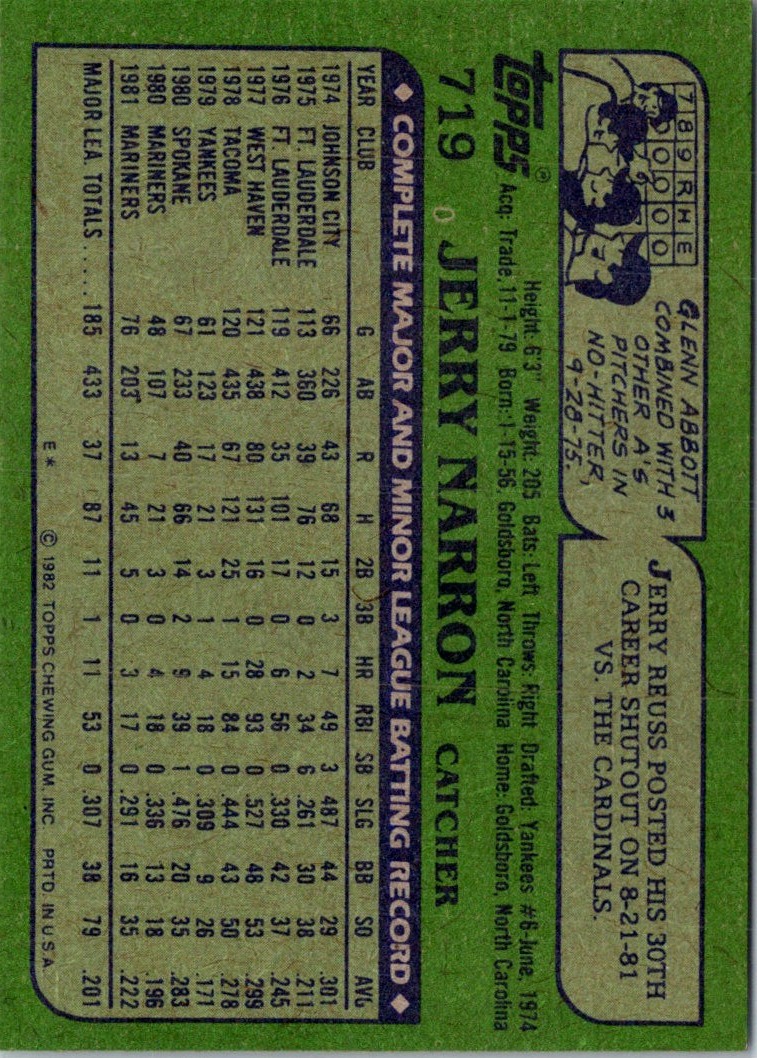 7 8 9 R H E
0 0 0 0 0
0 0 0 0
GLENN ABBOTT
COMBINED WITH 3
OTHER A'S
PITCHERS IN
NO-HITTER,
9-28-75.
JERRY REUSS POSTED HIS 30TH
CAREER SHUTOUT ON 8-21-81
VS. THE CARDINALS.
topps®
Height: 6'3" Weight: 205 Bats: Left Throws: Right Drafted: Yankees #6-June, 1974
Acq: Trade, 11-1-79 Born: 1-15-56, Goldsboro, North Carolina Home: Goldsboro, North Carolina
719 JERRY NARRON CATCHER
◆ COMPLETE MAJOR AND MINOR LEAGUE BATTING RECORD ◆
YEAR CLUB G AB R H 2B 3B HR RBI SB SLG BB SO AVG
1974 JOHNSON CITY 66 226 43 68 15 3 7 49 3 .487 44 29 .301
1975 FT. LAUDERDALE 113 360 39 76 12 0 2 34 6 .261 30 38 .211
1976 FT. LAUDERDALE 119 412 35 101 17 0 6 56 0 .330 42 37 .245
1977 WEST HAVEN 121 438 80 131 16 0 28 93 0 .527 48 53 .299
1978 TACOMA 120 435 67 121 25 1 15 84 0 .444 43 50 .278
1979 YANKEES 61 123 17 21 3 1 4 18 0 .309 9 26 .171
1980 SPOKANE 67 233 40 66 14 2 9 39 1 .476 20 35 .283
1980 MARINERS 48 107 7 21 3 0 4 18 0 .336 13 18 .196
1981 MARINERS 76 203 13 45 5 0 3 17 0 .291 16 35 .222
MAJOR LEA. TOTALS..... 185 433 37 87 11 1 11 53 0 .307 38 79 .201
E* © 1982 TOPPS CHEWING GUM, INC. PRTD. IN U.S.A.